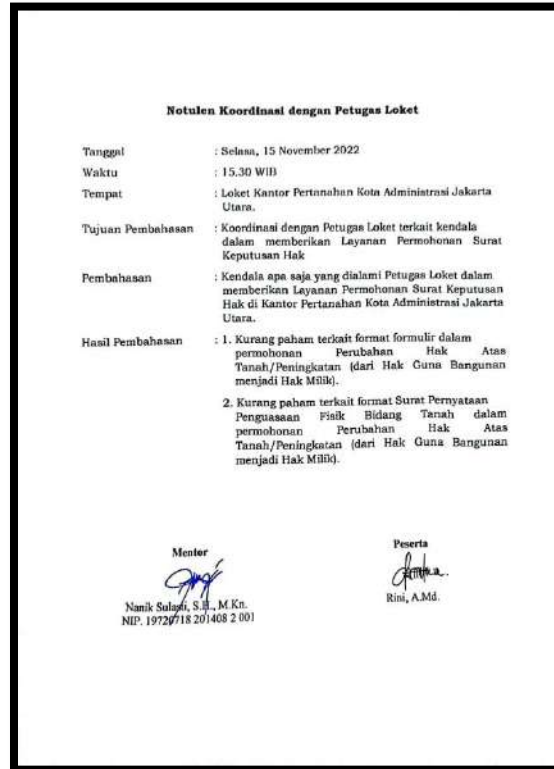 Notulen Koordinasi dengan Petugas Loket
Tanggal : Selasa, 15 November 2022
Waktu : 15.30 WIB
Tempat : Loket Kantor Pertanahan Kota Administrasi Jakarta
Utara.
Tujuan Pembahasan : Koordinasi dengan Petugas Loket terkait kendala
dalam memberikan Layanan Permohonan Surat
Keputusan Hak
Pembahasan : Kendala apa saja yang dialami Petugas Loket dalam
memberikan Layanan Permohonan Surat Keputusan
Hak di Kantor Pertanahan Kota Administrasi Jakarta
Utara.
Hasil Pembahasan : 1. Kurang paham terkait format formulir dalam
permohonan Perubahan Hak Atas
Tanah/Peningkatan (dari Hak Guna Bangunan
menjadi Hak Milik).
2. Kurang paham terkait format Surat Pernyataan
Penguasaan Fisik Bidang Tanah dalam
permohonan Perubahan Hak Atas
Tanah/Peningkatan (dari Hak Guna Bangunan
menjadi Hak Milik).
Mentor
Nanik Sulasti, S.H., M.Kn.
NIP. 19720718 201408 2 001
Peserta
Rini, A.Md.